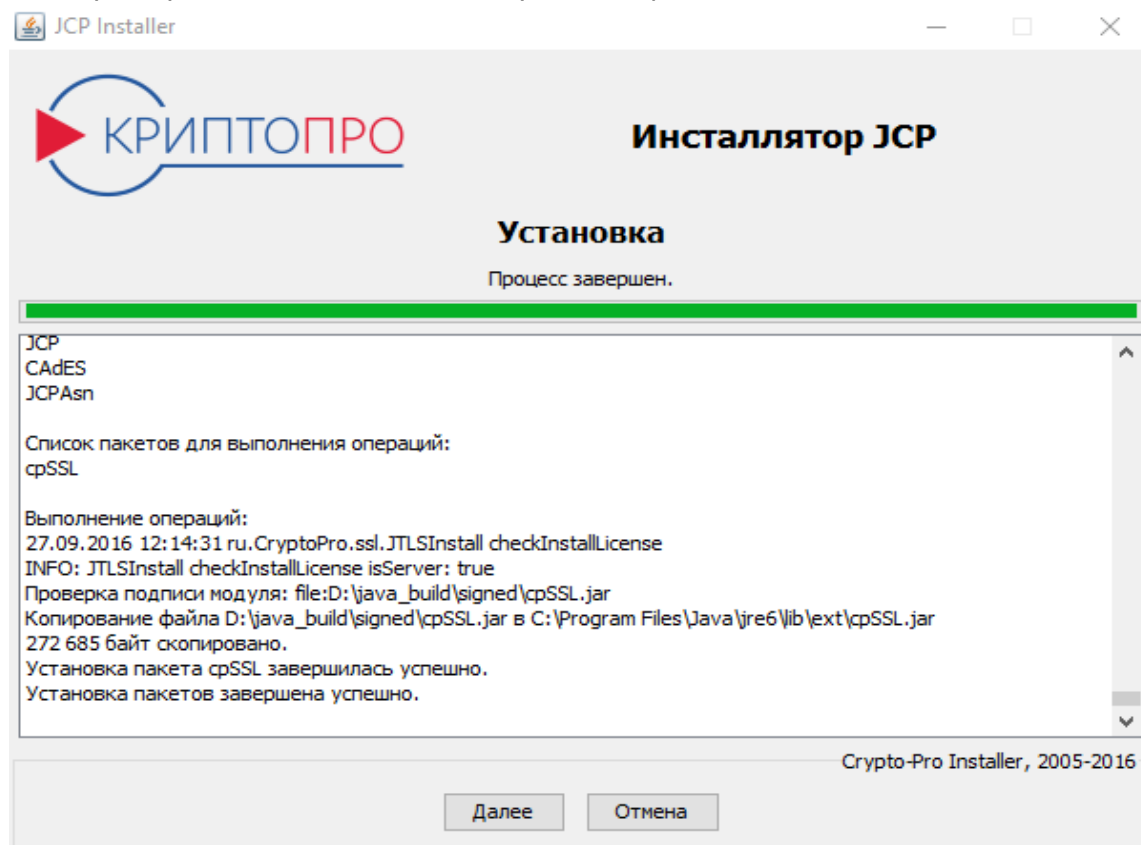 JCP Installer
КРИПТОПРО
Инсталлятор JCP
Установка
Процесс завершен.
JCP
CAdES
JCPAsn
Список пакетов для выполнения операций:
cpSSL
Выполнение операций:
27.09.2016 12:14:31 ru.CryptoPro.ssl.JTLSInstall checkInstallLicense
INFO: JTLSInstall checkInstallLicense isServer: true
Проверка подписи модуля: file:D:\java_build\signed\cpSSL.jar
Копирование файла D:\java_build\signed\cpSSL.jar в C:\Program Files\Java\jre6\lib\ext\cpSSL.jar
272 685 байт скопировано.
Установка пакета cpSSL завершилась успешно.
Установка пакетов завершена успешно.
Crypto-Pro Installer, 2005-2016
Далее Отмена